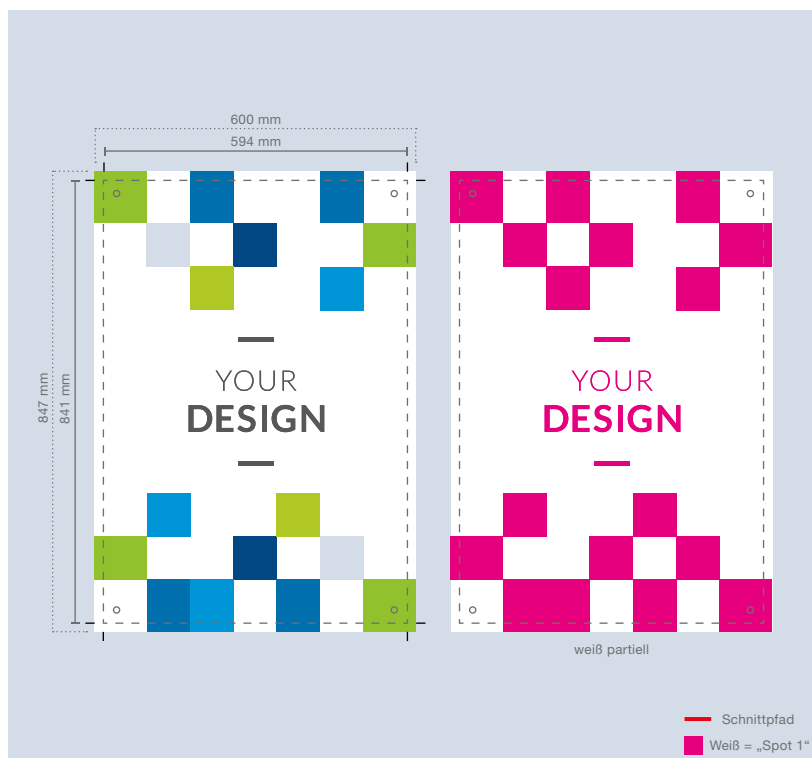 600 mm
594 mm
847 mm
841 mm
YOUR
DESIGN
YOUR
DESIGN
weiß partiell
Schnittpfad
Weiß = „Spot 1“